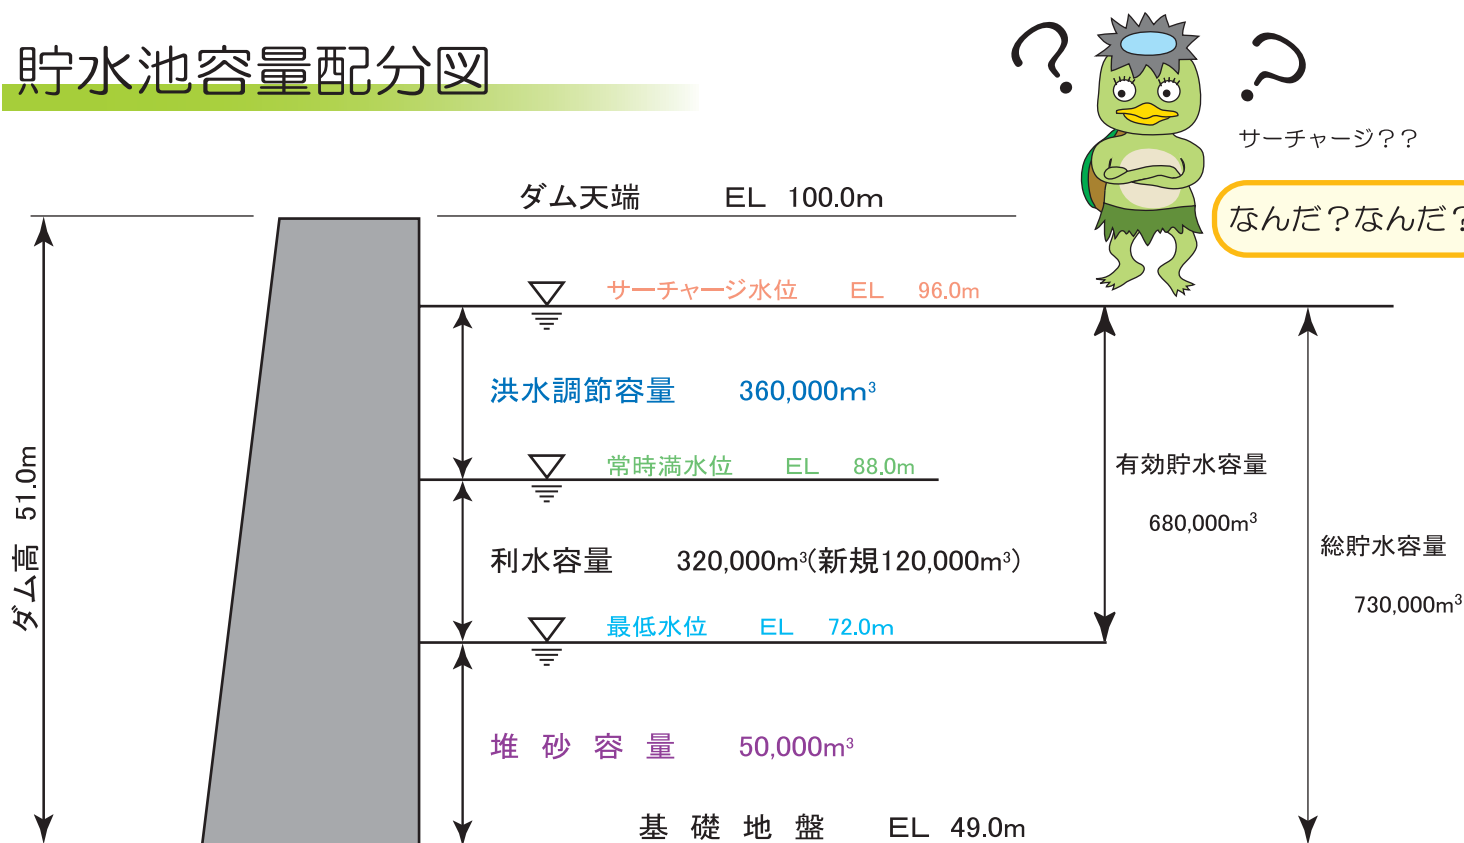 貯水池容量配分図
? ?
サーチャージ??
なんだ?なんだ?
ダム天端 EL 100.0m
サーチャージ水位 EL 96.0m
洪水調節容量 360,000m³
常時満水位 EL 88.0m
有効貯水容量
680,000m³
利水容量 320,000m³(新規120,000m³)
総貯水容量
730,000m³
最低水位 EL 72.0m
堆砂容量 50,000m³
基礎地盤 EL 49.0m
ダム高 51.0m